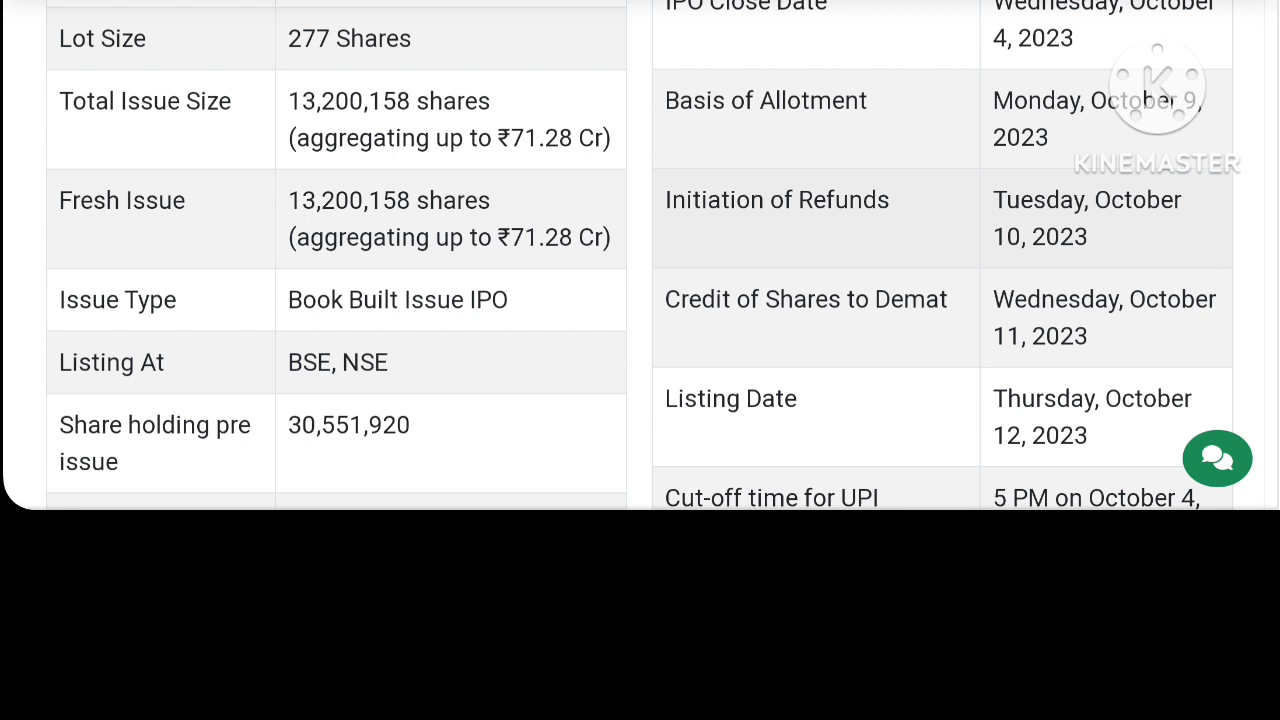 Lot Size
277 Shares
Total Issue Size
13,200,158 shares
(aggregating up to ₹71.28 Cr)
Fresh Issue
13,200,158 shares
(aggregating up to ₹71.28 Cr)
Issue Type
Book Built Issue IPO
Listing At
BSE, NSE
Share holding pre
issue
30,551,920
IPO Close Date
Wednesday, October
4, 2023
Basis of Allotment
Monday, October 9,
2023
Initiation of Refunds
Tuesday, October
10, 2023
Credit of Shares to Demat
Wednesday, October
11, 2023
Listing Date
Thursday, October
12, 2023
Cut-off time for UPI
5 PM on October 4,
K
KINEMASTER